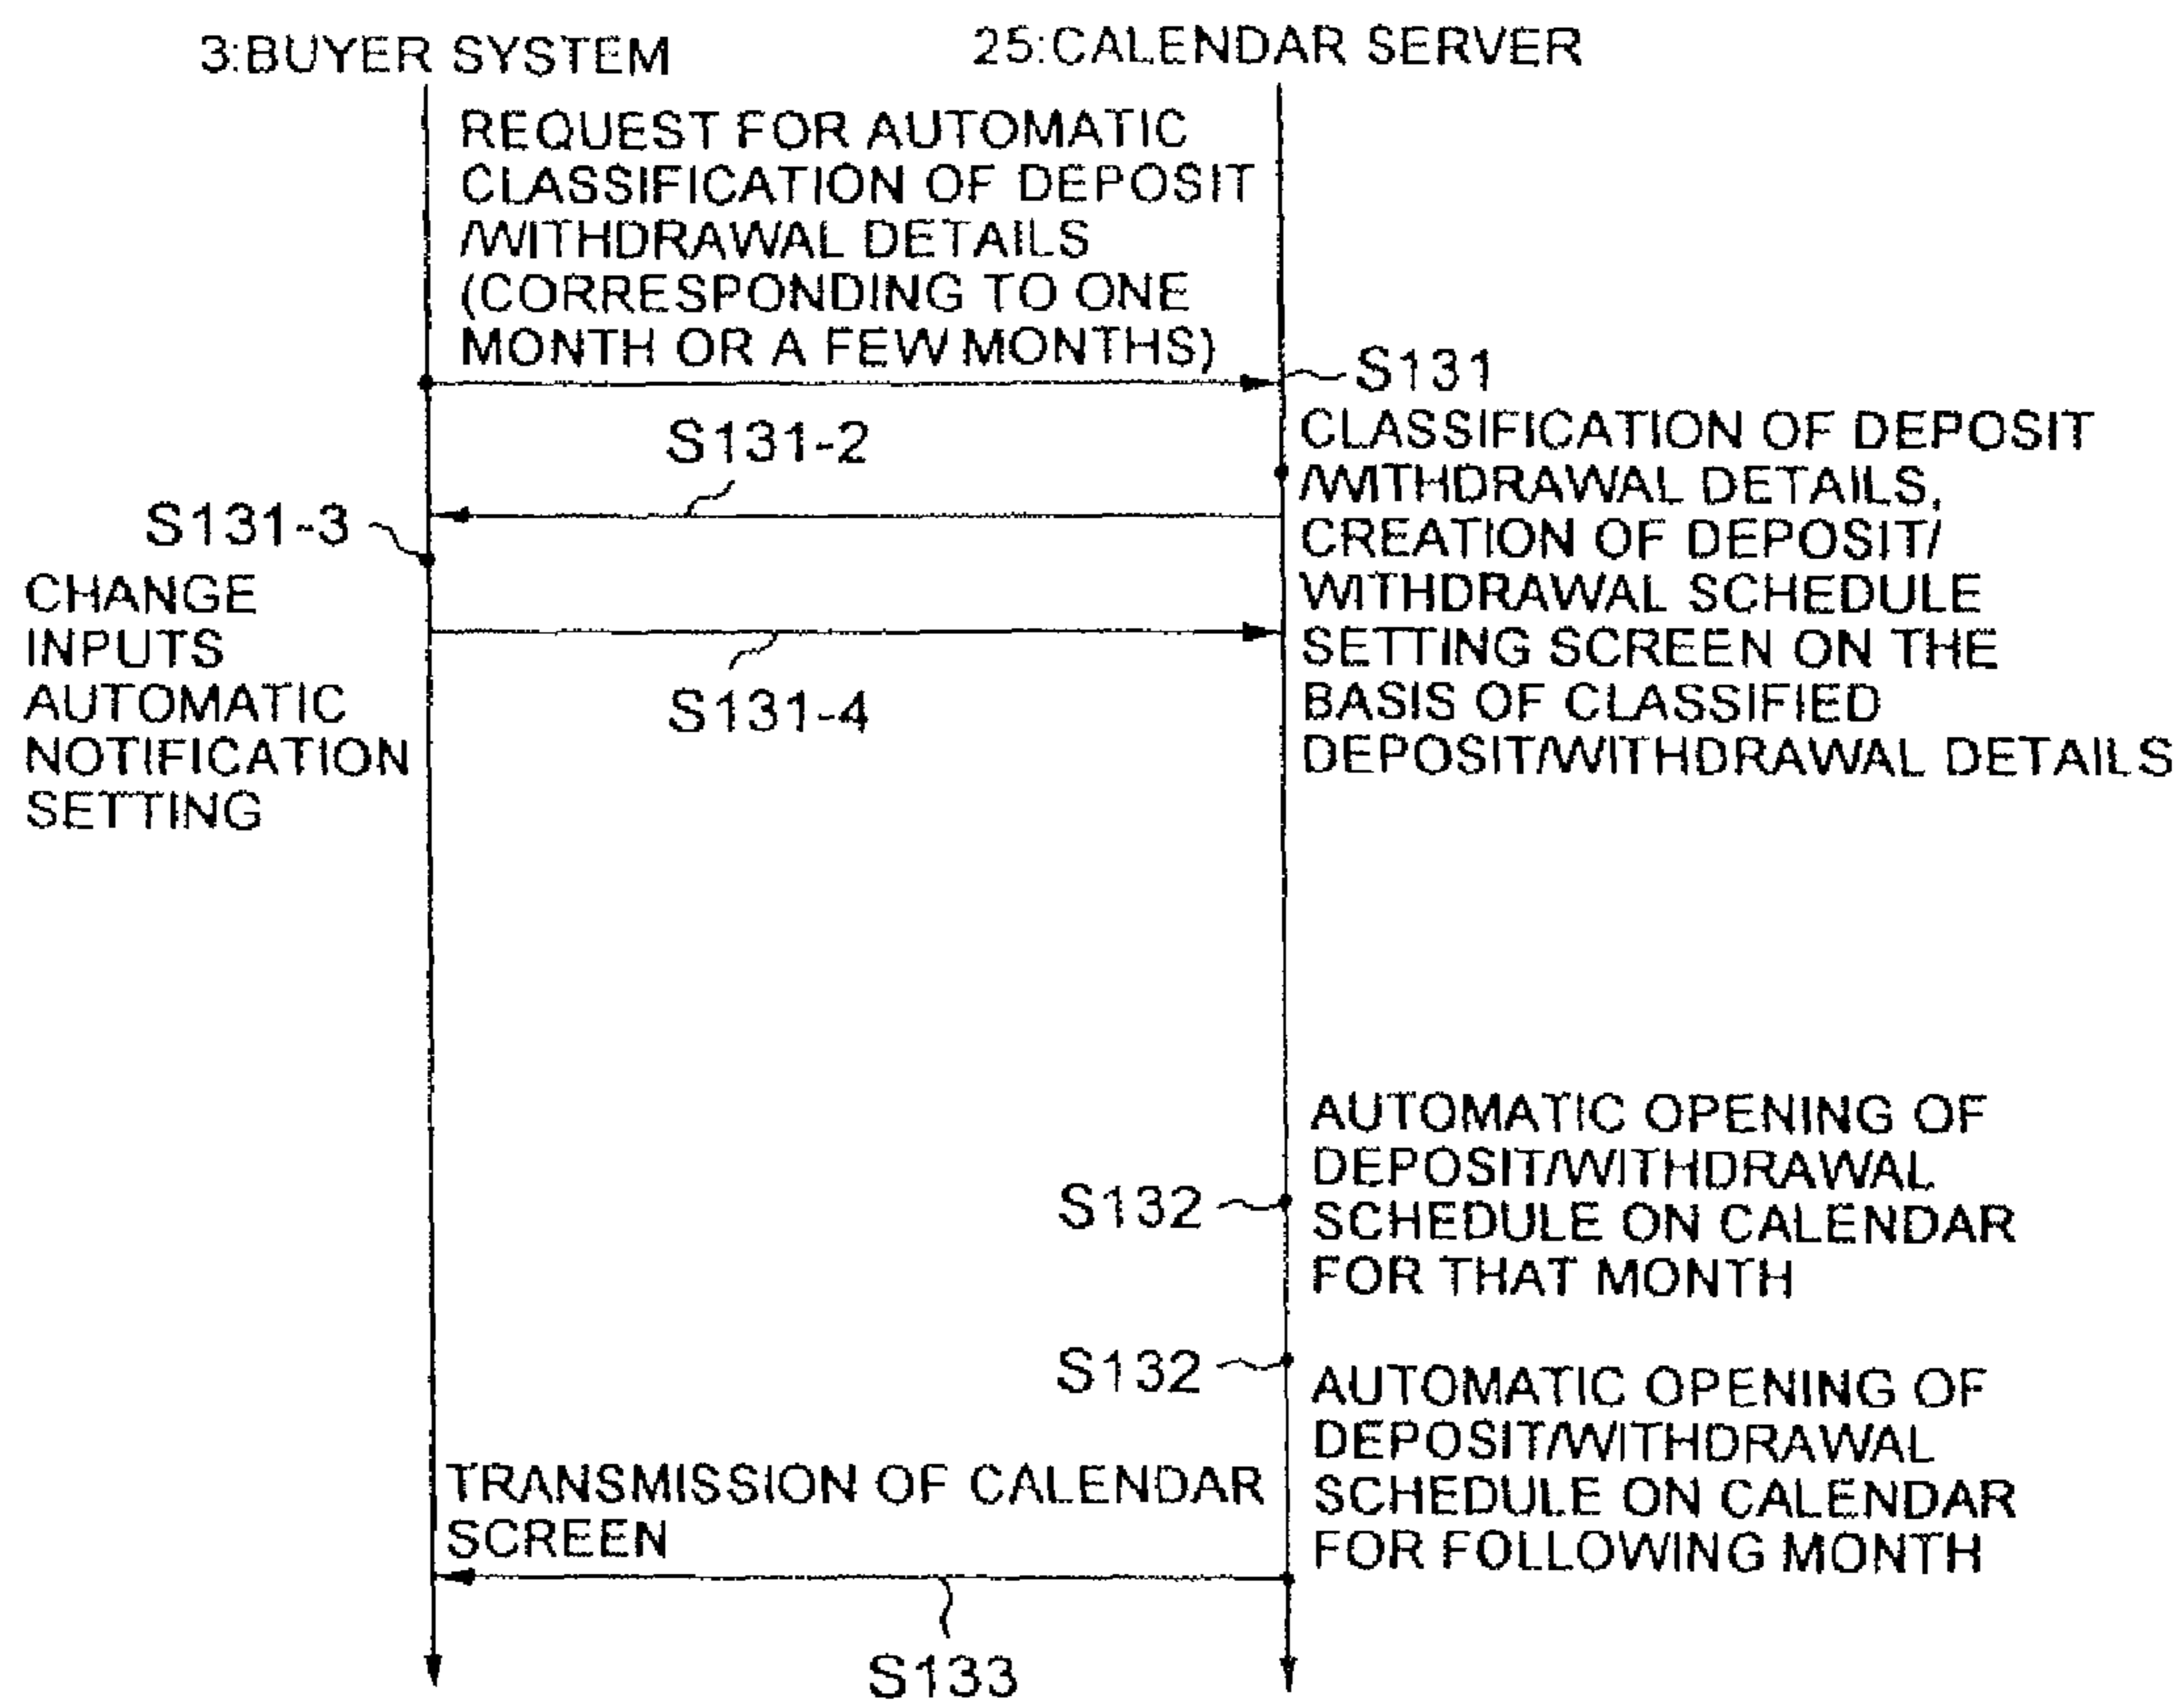 3:BUYER SYSTEM
25:CALENDAR SERVER
REQUEST FOR AUTOMATIC
CLASSIFICATION OF DEPOSIT
/WITHDRAWAL DETAILS
(CORRESPONDING TO ONE
MONTH OR A FEW MONTHS)
S131
CLASSIFICATION OF DEPOSIT
/WITHDRAWAL DETAILS,
CREATION OF DEPOSIT/
WITHDRAWAL SCHEDULE
SETTING SCREEN ON THE
BASIS OF CLASSIFIED
DEPOSIT/WITHDRAWAL DETAILS
S131-2
S131-3
CHANGE
INPUTS
AUTOMATIC
NOTIFICATION
SETTING
S131-4
S132
AUTOMATIC OPENING OF
DEPOSIT/WITHDRAWAL
SCHEDULE ON CALENDAR
FOR THAT MONTH
S132
AUTOMATIC OPENING OF
DEPOSIT/WITHDRAWAL
SCHEDULE ON CALENDAR
FOR FOLLOWING MONTH
TRANSMISSION OF CALENDAR
SCREEN
S133